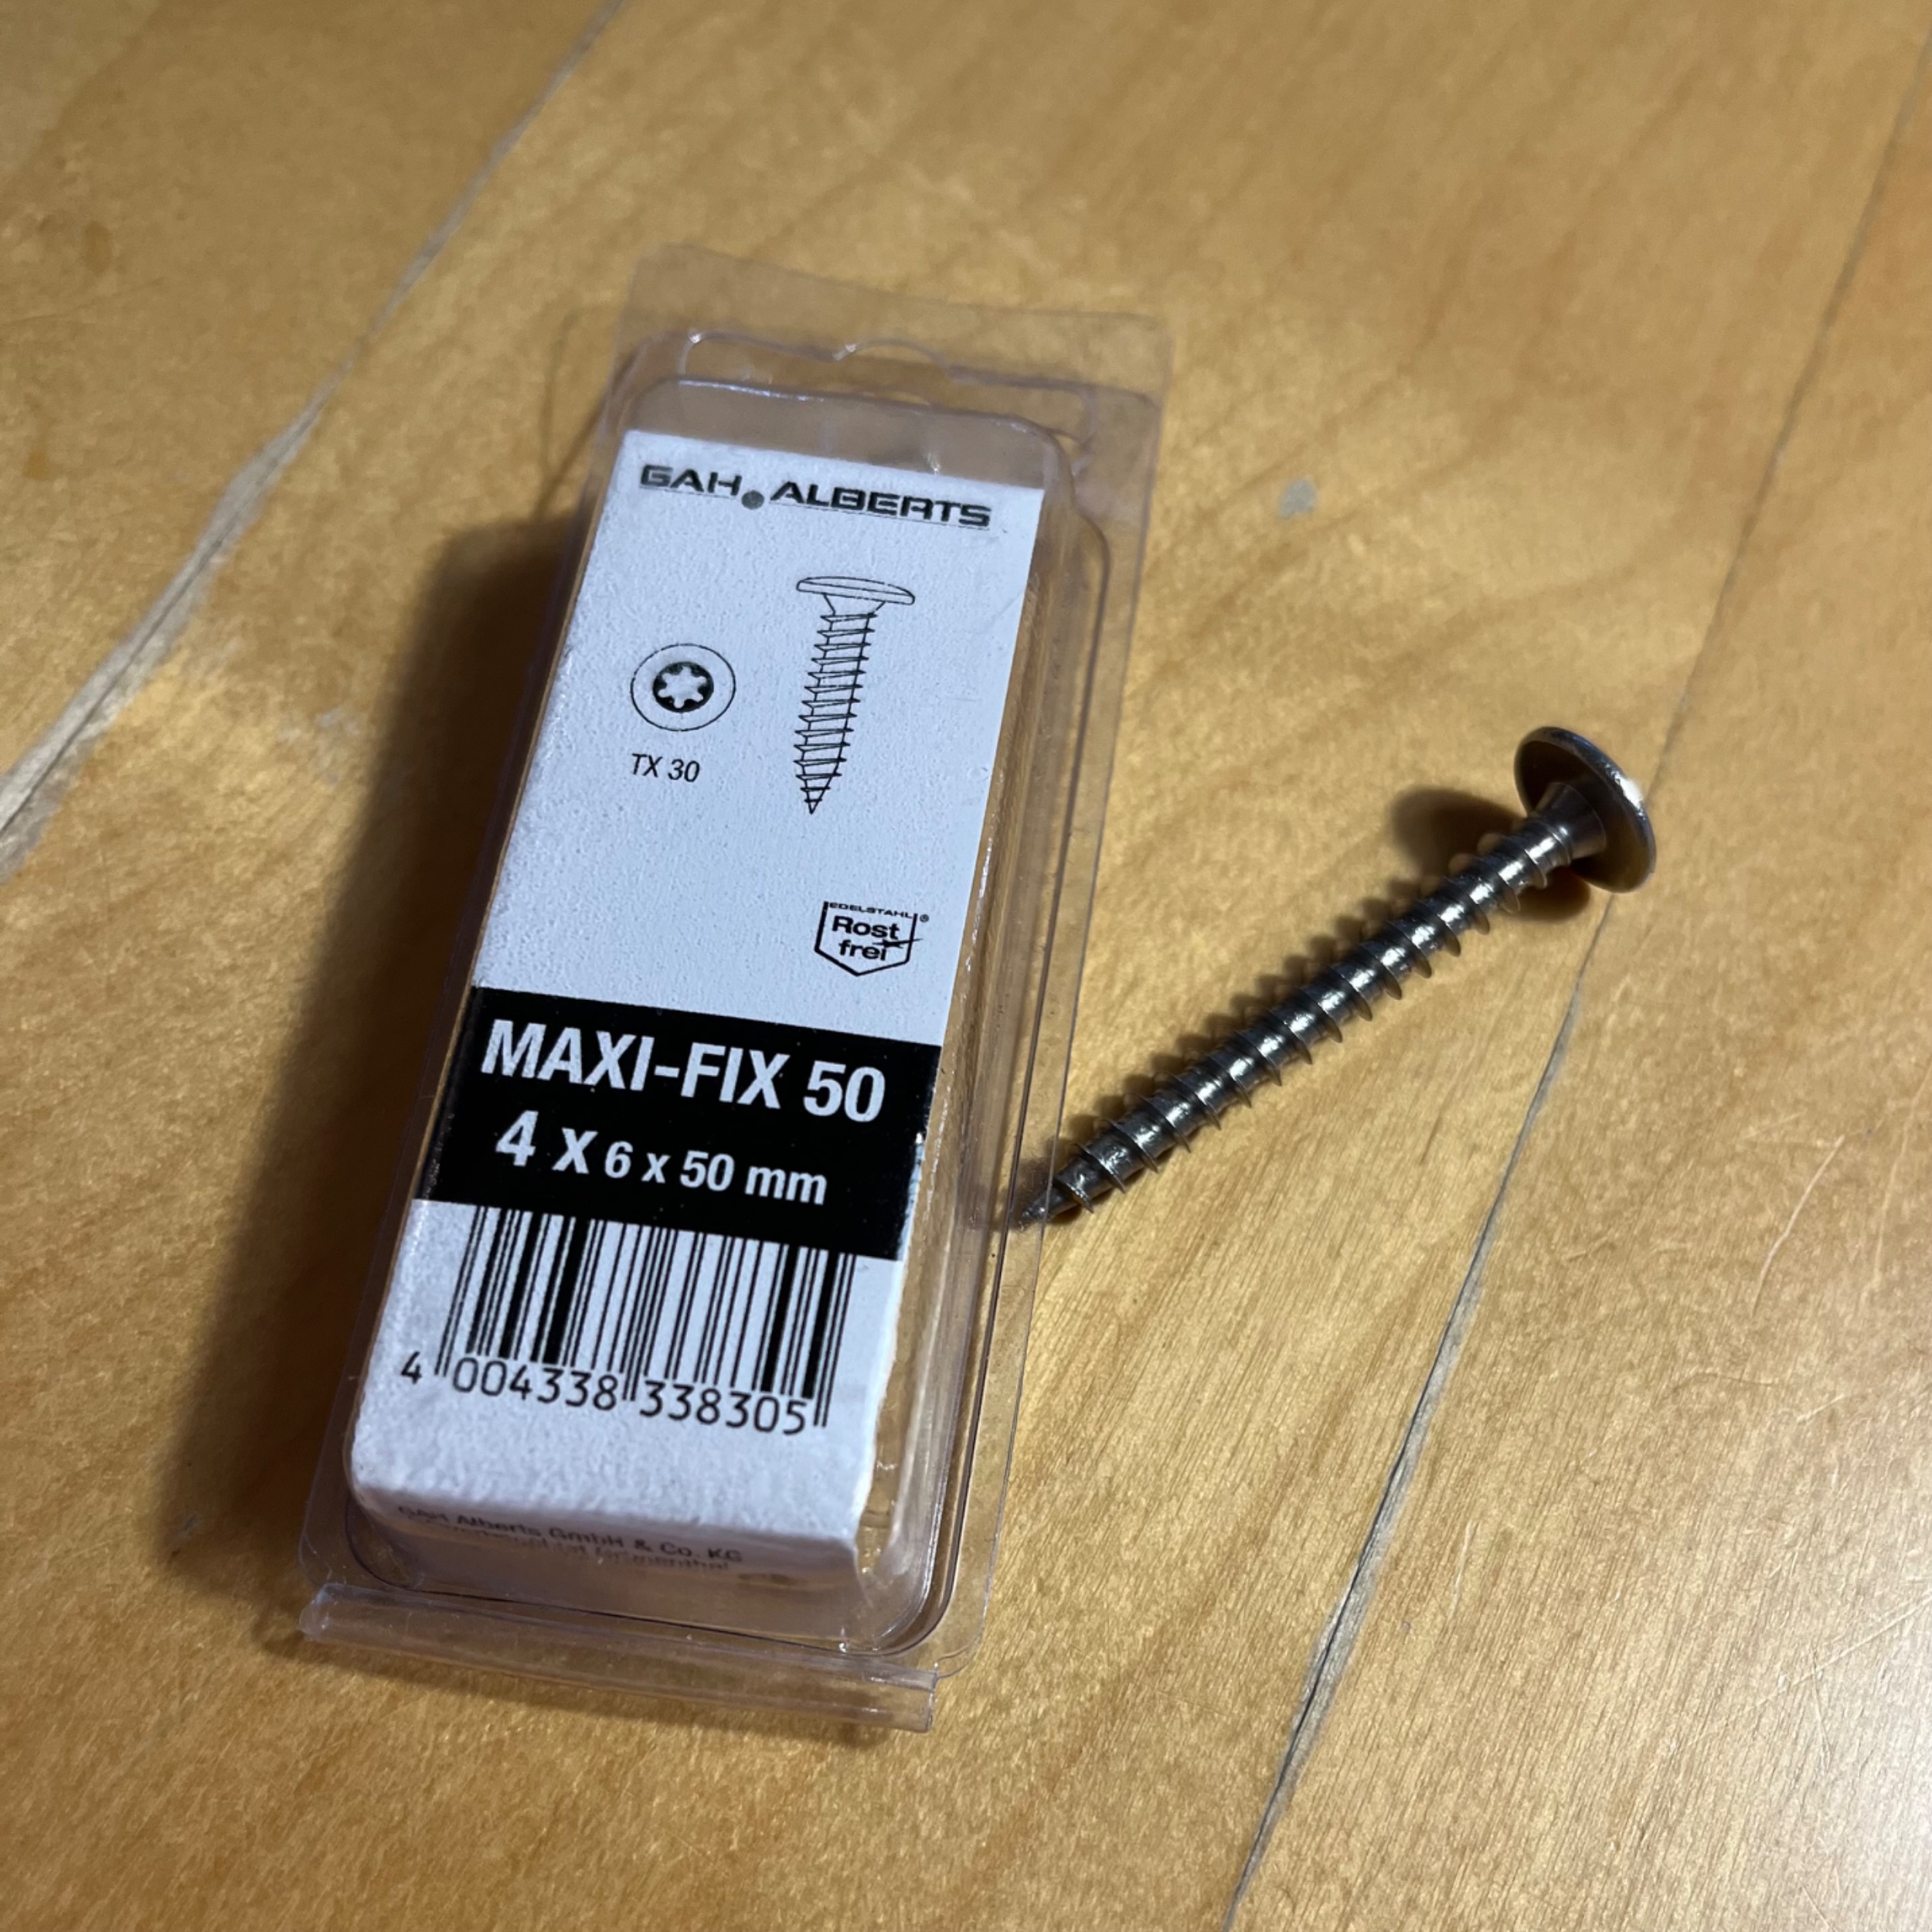 GAH.ALBERTS
TX 30
EDELSTAHL®
Rost
frei
MAXI-FIX 50
4 x 6 x 50 mm
4 004338 338305
GAH Alberts GmbH & Co. KG